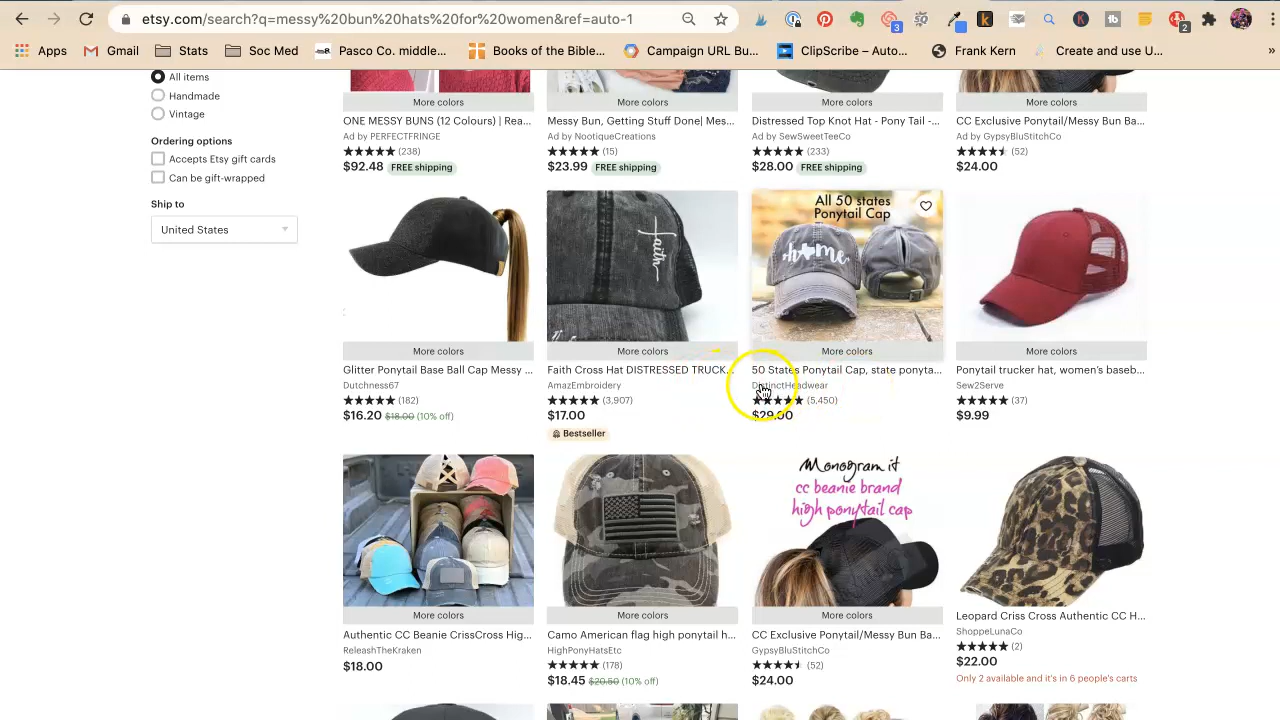 etsy.com/search?q=messy%20bun%20hats%20for%20women&ref=auto-1
3
2
Apps
Gmail
Stats
Soc Med
Pasco Co. middle...
Books of the Bible...
Campaign URL Bu...
ClipScribe – Auto...
Frank Kern
Create and use U...
»
All items
Handmade
Vintage
Ordering options
Accepts Etsy gift cards
Can be gift-wrapped
Ship to
United States
More colors
More colors
More colors
More colors
ONE MESSY BUNS (12 Colours) | Rea...
Ad by PERFECTFRINGE
(238)
$92.48 FREE shipping
Messy Bun, Getting Stuff Done| Mes...
Ad by NootiqueCreations
(15)
$23.99 FREE shipping
Distressed Top Knot Hat - Pony Tail -...
Ad by SewSweetTeeCo
(233)
$28.00 FREE shipping
CC Exclusive Ponytail/Messy Bun Ba...
Ad by GypsyBluStitchCo
(52)
$24.00
More colors
Glitter Ponytail Base Ball Cap Messy ...
Dutchness67
(182)
$16.20 $18.00 (10% off)
faith
More colors
Faith Cross Hat DISTRESSED TRUCK...
AmazEmbroidery
(3,907)
$17.00
Bestseller
All 50 states
Ponytail Cap
home
More colors
50 States Ponytail Cap, state ponyta...
DistinctHeadwear
(5,450)
$29.00
More colors
Ponytail trucker hat, women's baseb...
Sew2Serve
(37)
$9.99
More colors
Authentic CC Beanie CrissCross Hig...
ReleashTheKraken
$18.00
More colors
Camo American flag high ponytail h...
HighPonyHatsEtc
(178)
$18.45 $20.50 (10% off)
Monogram it
cc beanie brand
high ponytail cap
More colors
CC Exclusive Ponytail/Messy Bun Ba...
GypsyBluStitchCo
(52)
$24.00
Leopard Criss Cross Authentic CC H...
ShoppeLunaCo
(2)
$22.00
Only 2 available and it's in 6 people's carts